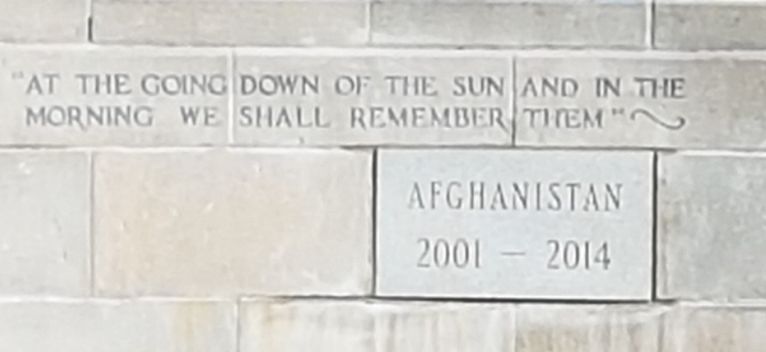 "AT THE GOING DOWN OF THE SUN AND IN THE
MORNING WE SHALL REMEMBER THEM"
AFGHANISTAN
2001 — 2014